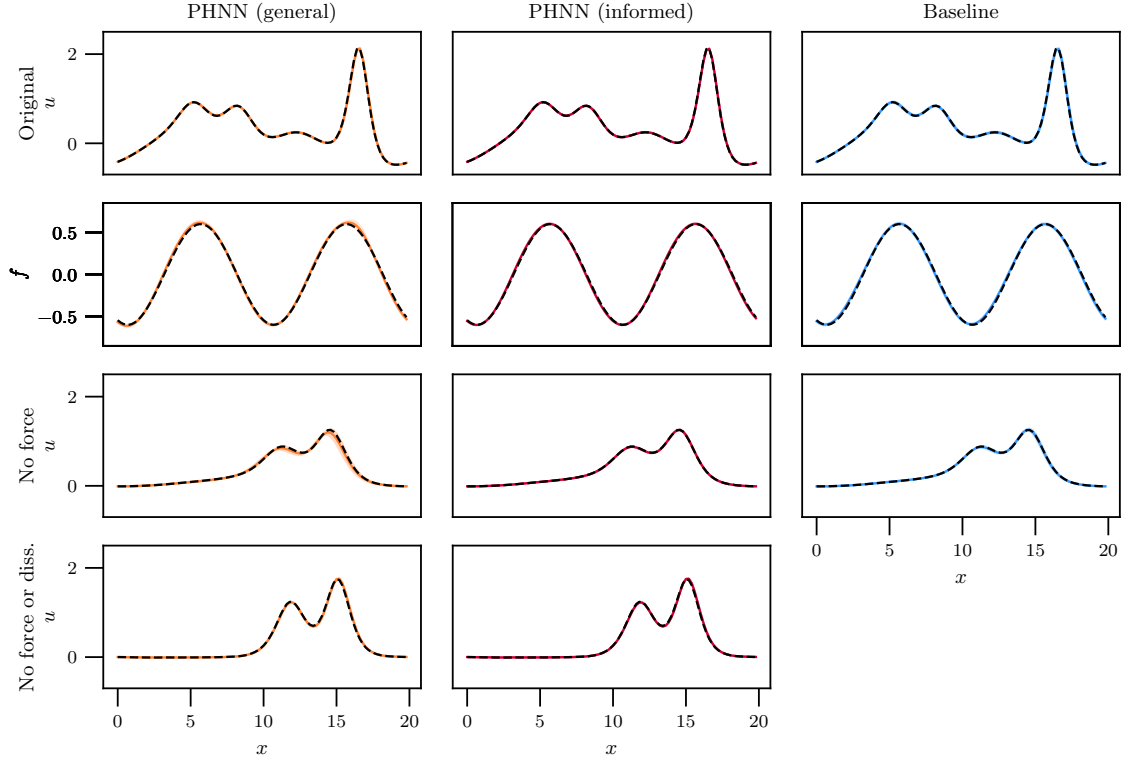 PHNN (general)
PHNN (informed)
Baseline
Original
u
2
0
f
0.5
0.0
−0.5
No force
u
2
0
0
5
10
15
20
x
No force or diss.
u
2
0
0
5
10
15
20
x
0
5
10
15
20
x